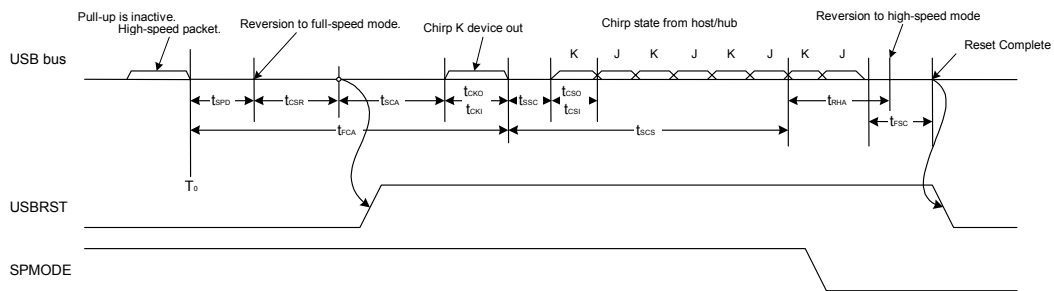 Pull-up is inactive.
High-speed packet.
Reversion to full-speed mode.
Chirp K device out
Chirp state from host/hub
Reversion to high-speed mode
Reset Complete
USB bus
K J K J K J K J
tSPD tCSR tSCA tCKO tSSC tCSO tRHA
tCKI tCSI tFSC
tFCA tSCS
T0
USBRST
SPMODE